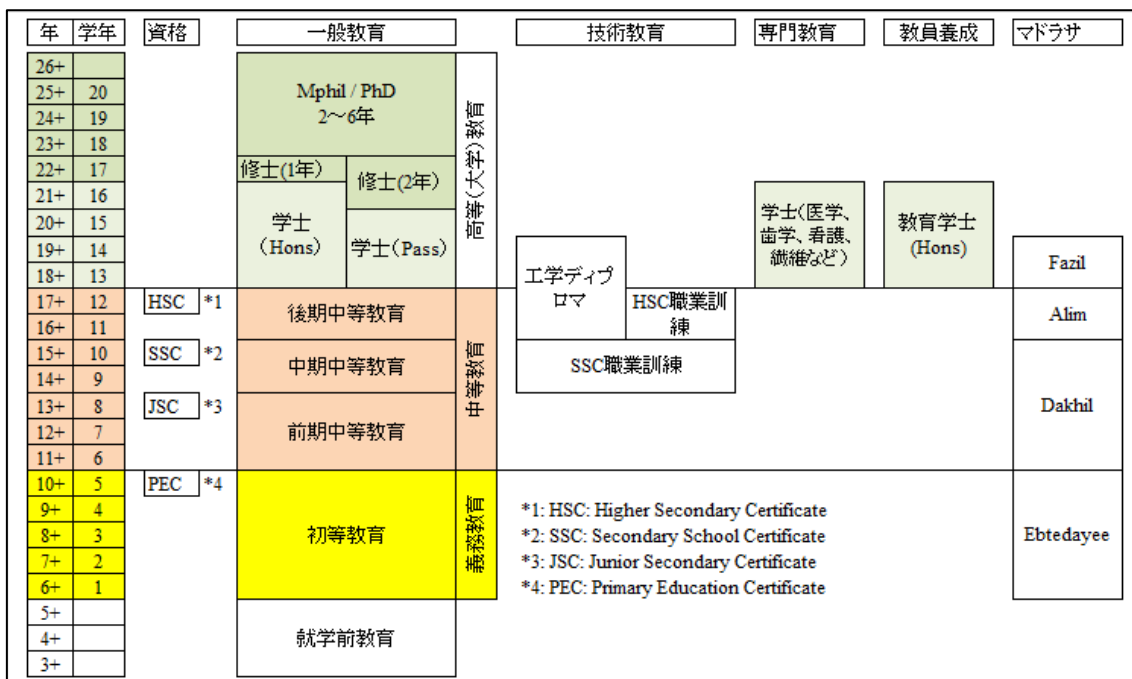 年 学年 資格 一般教育 技術教育 専門教育 教員養成 マドラサ
26+
25+ 20
24+ 19
23+ 18
22+ 17
21+ 16
20+ 15
19+ 14
18+ 13
17+ 12
16+ 11
15+ 10
14+ 9
13+ 8
12+ 7
11+ 6
10+ 5
9+ 4
8+ 3
7+ 2
6+ 1
5+
4+
3+
HSC *1
SSC *2
JSC *3
PEC *4
Mphil / PhD
2～6年
修士(1年)
修士(2年)
学士
(Hons)
学士(Pass)
後期中等教育
中期中等教育
前期中等教育
初等教育
就学前教育
高等(大学)教育
中等教育
義務教育
工学ディプ
ロマ
HSC職業訓
練
SSC職業訓練
学士(医学、
歯学、看護、
繊維など)
教育学士
(Hons)
Fazil
Alim
Dakhil
Ebtedayee
*1: HSC: Higher Secondary Certificate
*2: SSC: Secondary School Certificate
*3: JSC: Junior Secondary Certificate
*4: PEC: Primary Education Certificate